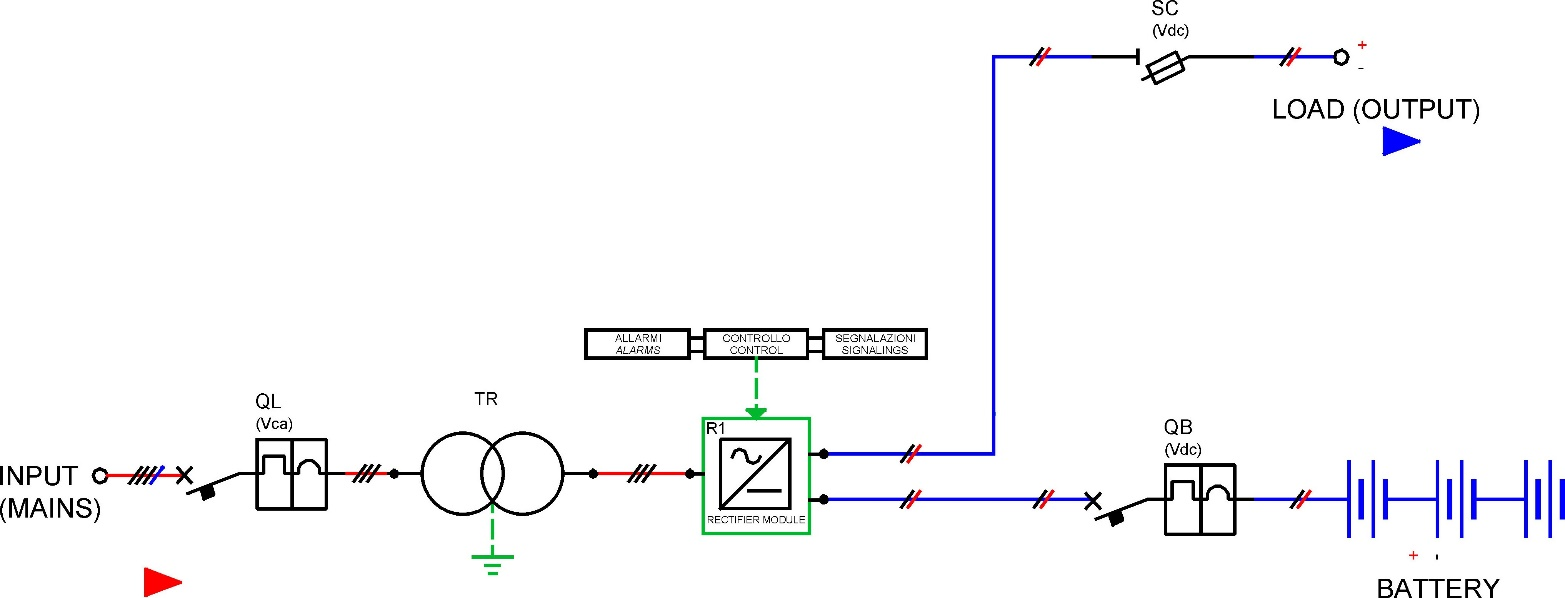 SC
(Vdc)
+
-
LOAD (OUTPUT)
ALLARMI
ALARMS
CONTROLLO
CONTROL
SEGNALAZIONI
SIGNALINGS
QL
(Vca)
TR
R1
RECTIFIER MODULE
QB
(Vdc)
INPUT
(MAINS)
+ -
BATTERY